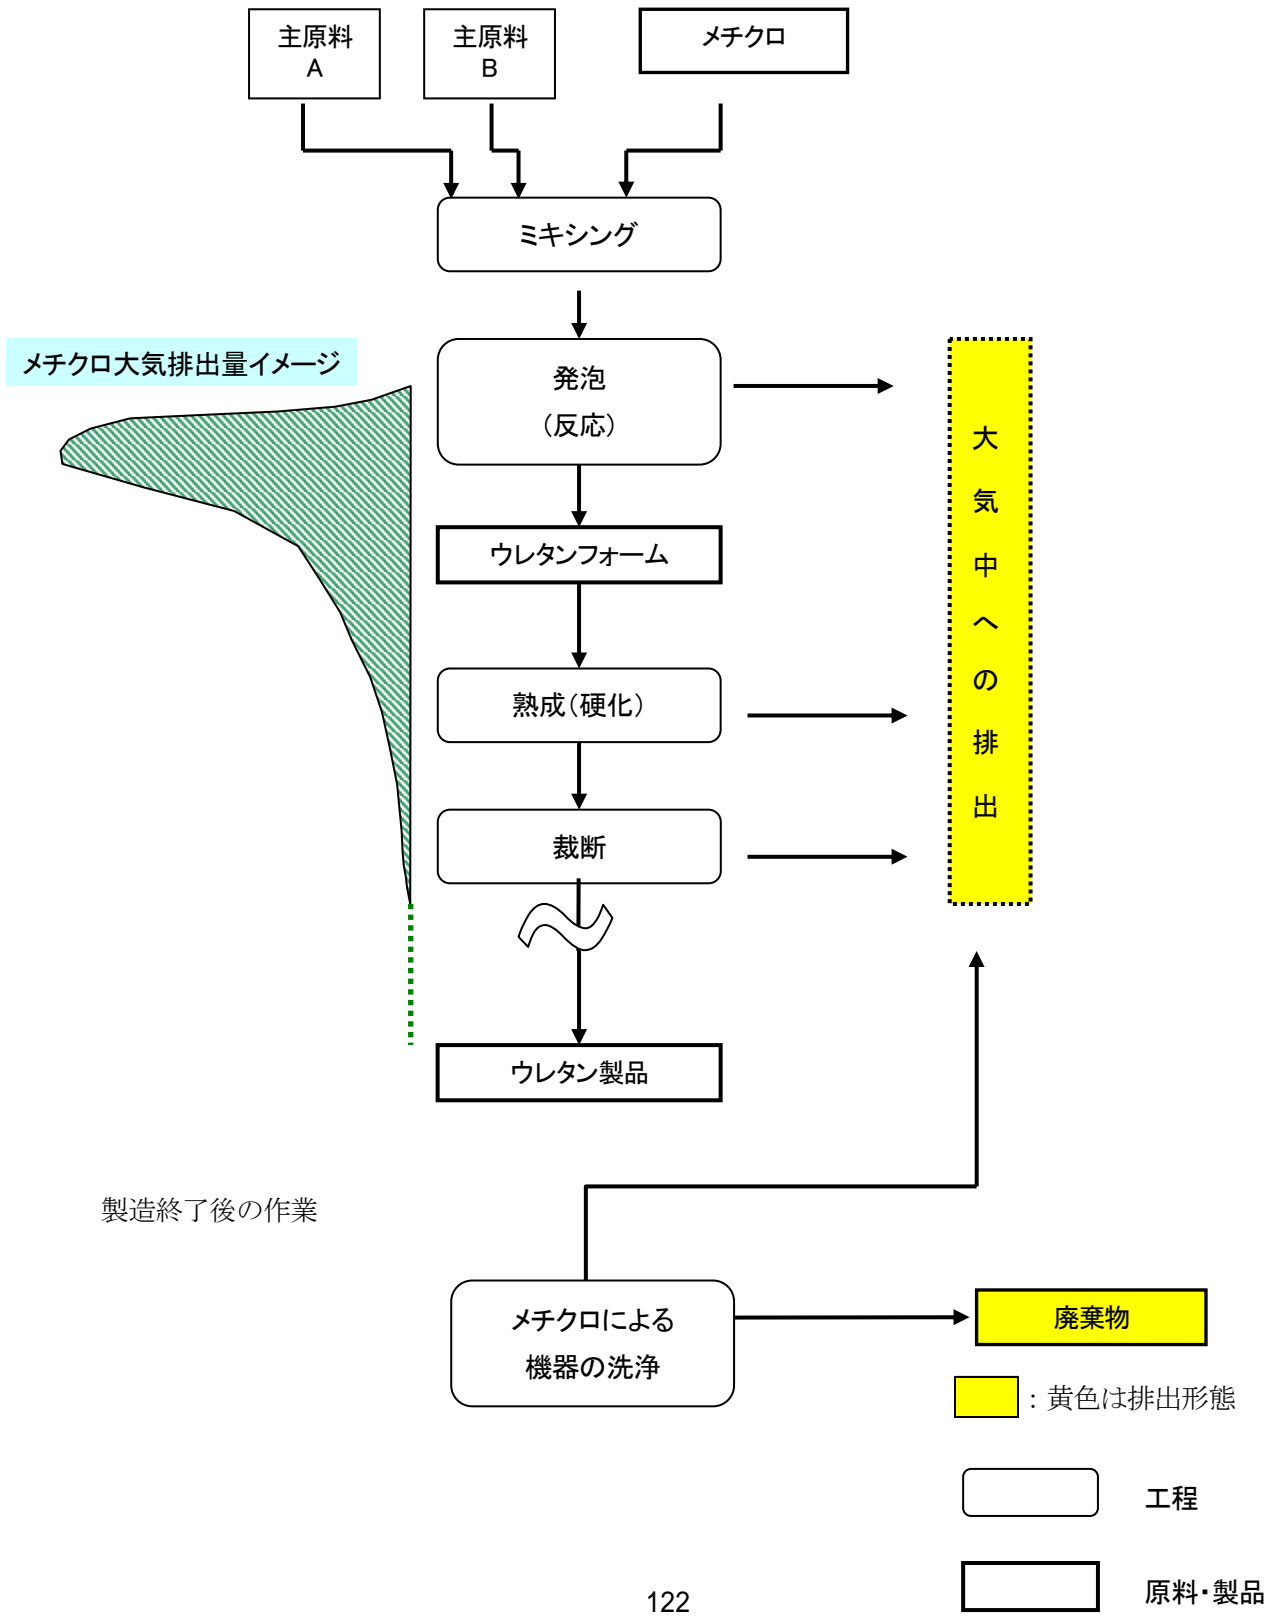 主原料
A
主原料
B
メチクロ
ミキシング
メチクロ大気排出量イメージ
発泡
（反応）
大
気
中
へ
の
排
出
ウレタンフォーム
熟成（硬化）
裁断
ウレタン製品
製造終了後の作業
メチクロによる
機器の洗浄
廃棄物
：黄色は排出形態
工程
原料・製品
122